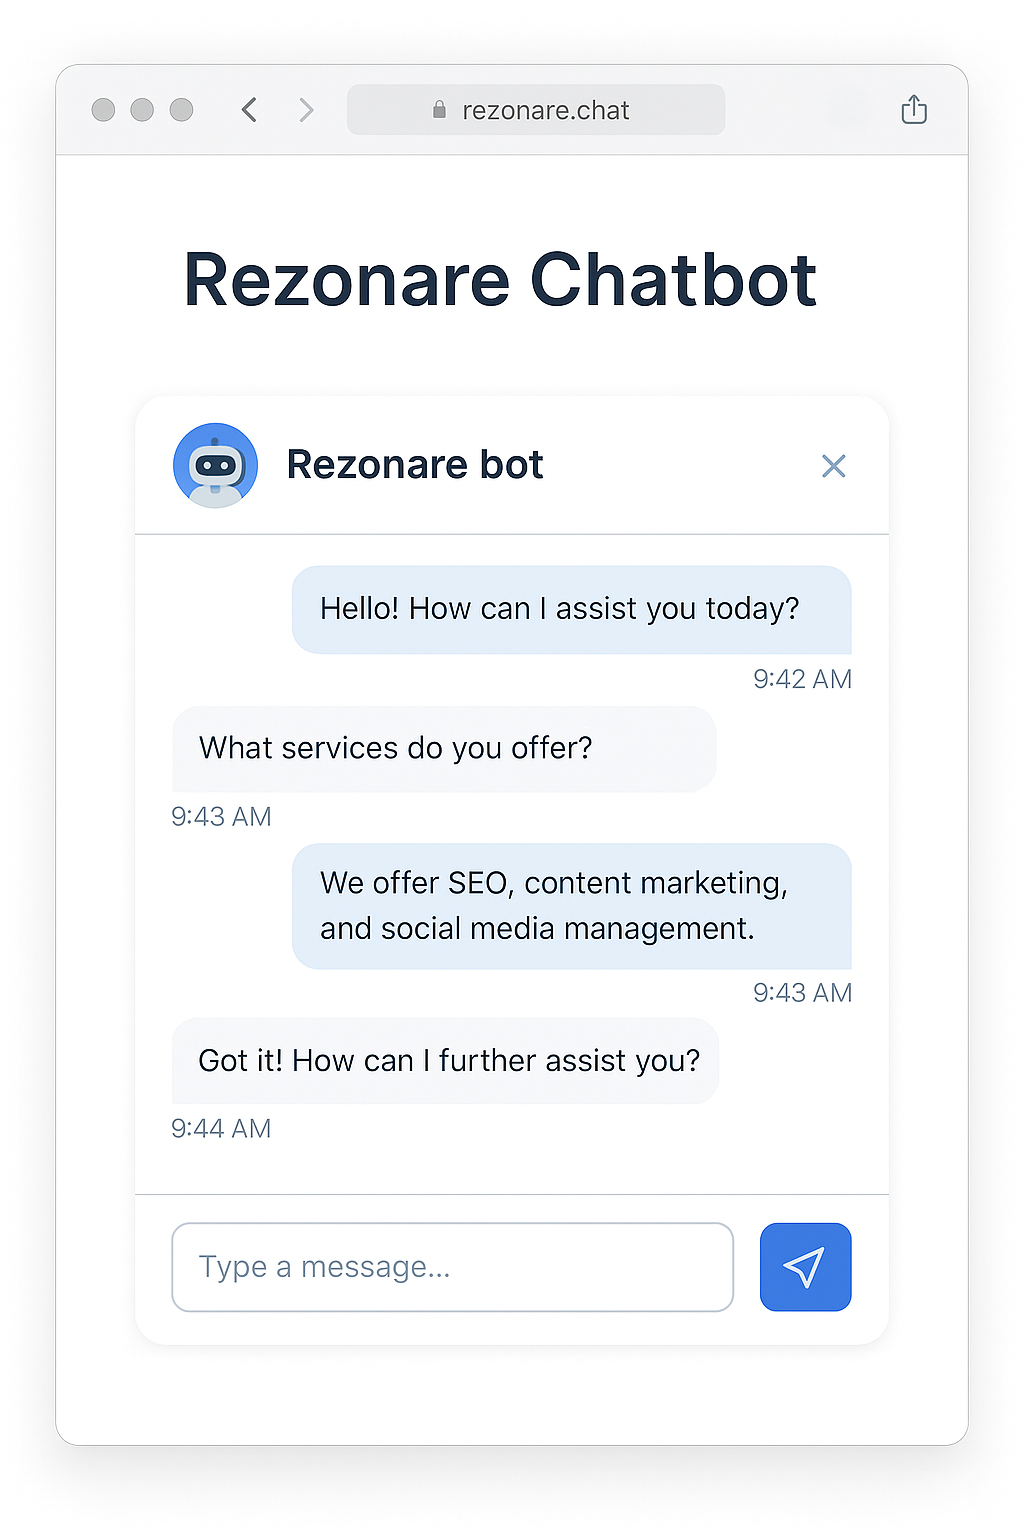 rezonare.chat
Rezonare Chatbot
Rezonare bot
Hello! How can I assist you today?
9:42 AM
What services do you offer?
9:43 AM
We offer SEO, content marketing,
and social media management.
9:43 AM
Got it! How can I further assist you?
9:44 AM
Type a message...